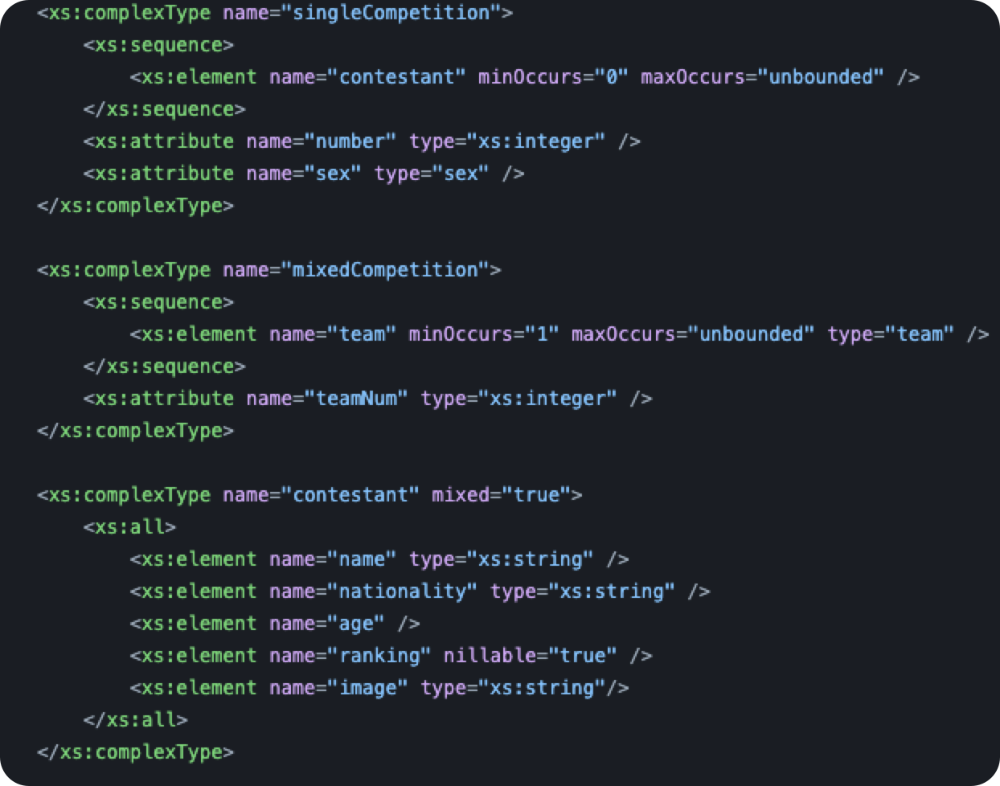 <xs:complexType name="singleCompetition">
<xs:sequence>
<xs:element name="contestant" minOccurs="0" maxOccurs="unbounded" />
</xs:sequence>
<xs:attribute name="number" type="xs:integer" />
<xs:attribute name="sex" type="sex" />
</xs:complexType>
<xs:complexType name="mixedCompetition">
<xs:sequence>
<xs:element name="team" minOccurs="1" maxOccurs="unbounded" type="team" />
</xs:sequence>
<xs:attribute name="teamNum" type="xs:integer" />
</xs:complexType>
<xs:complexType name="contestant" mixed="true">
<xs:all>
<xs:element name="name" type="xs:string" />
<xs:element name="nationality" type="xs:string" />
<xs:element name="age" />
<xs:element name="ranking" nillable="true" />
<xs:element name="image" type="xs:string"/>
</xs:all>
</xs:complexType>